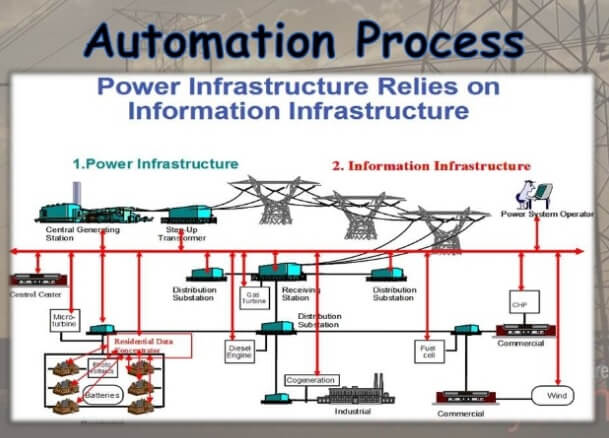 Automation Process
Power Infrastructure Relies on
Information Infrastructure
1.Power Infrastructure
2. Information Infrastructure
Central Generating
Station
Step-Up
Transformer
Power System Operator
Control Center
Distribution
Substation
Gas
Turbine
Receiving
Station
Distribution
Substation
CHP
Micro-
turbine
Distribution
Substation
Residential Data
Concentrator
Diesel
Engine
Fuel
cell
Commercial
Batteries
Cogeneration
Industrial
Commercial
Wind